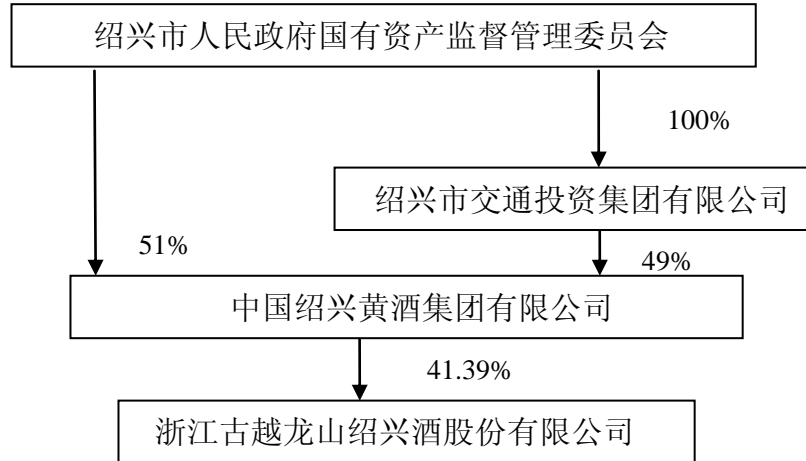 绍兴市人民政府国有资产监督管理委员会
100%
绍兴市交通投资集团有限公司
51%
49%
中国绍兴黄酒集团有限公司
41.39%
浙江古越龙山绍兴酒股份有限公司